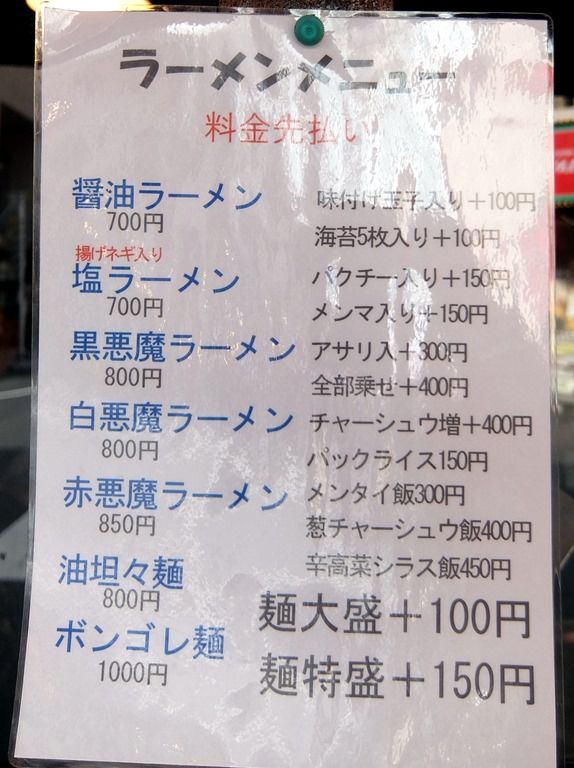 ラーメンメニュー
料金先払い
醤油ラーメン
700円
揚げネギ入り
塩ラーメン
700円
黒悪魔ラーメン
800円
白悪魔ラーメン
800円
赤悪魔ラーメン
850円
油坦々麺
800円
ボンゴレ麺
1000円
味付け玉子入り＋100円
海苔5枚入り＋100円
パクチー入り＋150円
メンマ入り＋150円
アサリ入＋300円
全部乗せ＋400円
チャーシュウ増＋400円
パックライス150円
メンタイ飯300円
葱チャーシュウ飯400円
辛高菜シラス飯450円
麺大盛＋100円
麺特盛＋150円